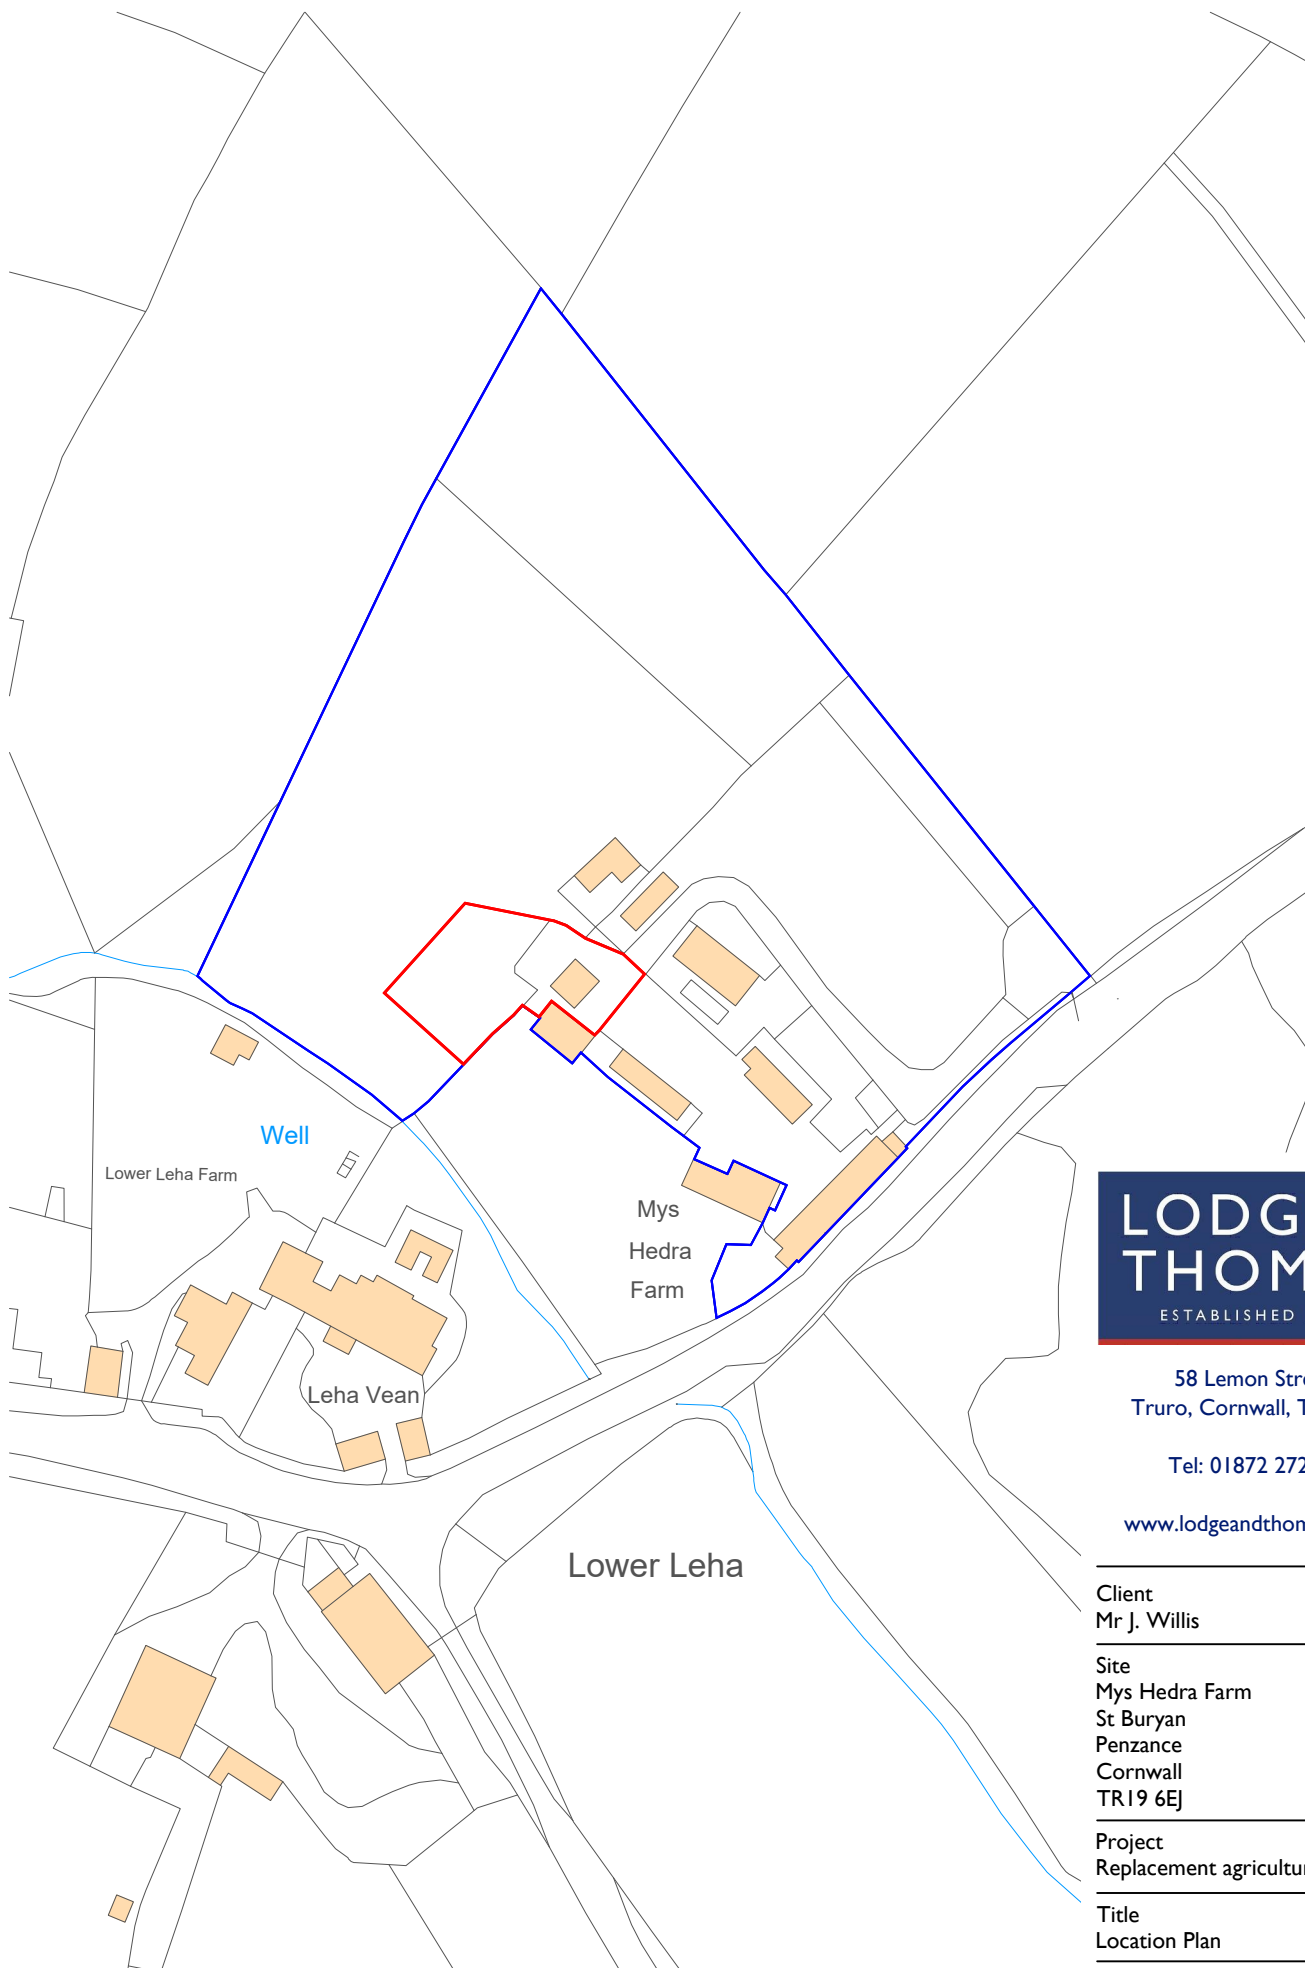 Well
Lower Leha Farm
Mys
Hedra
Farm
Leha Vean
Lower Leha
LODG
THOM
ESTABLISHED
58 Lemon Stre
Truro, Cornwall, T
Tel: 01872 272
www.lodgeandthom
Client
Mr J. Willis
Site
Mys Hedra Farm
St Buryan
Penzance
Cornwall
TR19 6EJ
Project
Replacement agricultur
Title
Location Plan